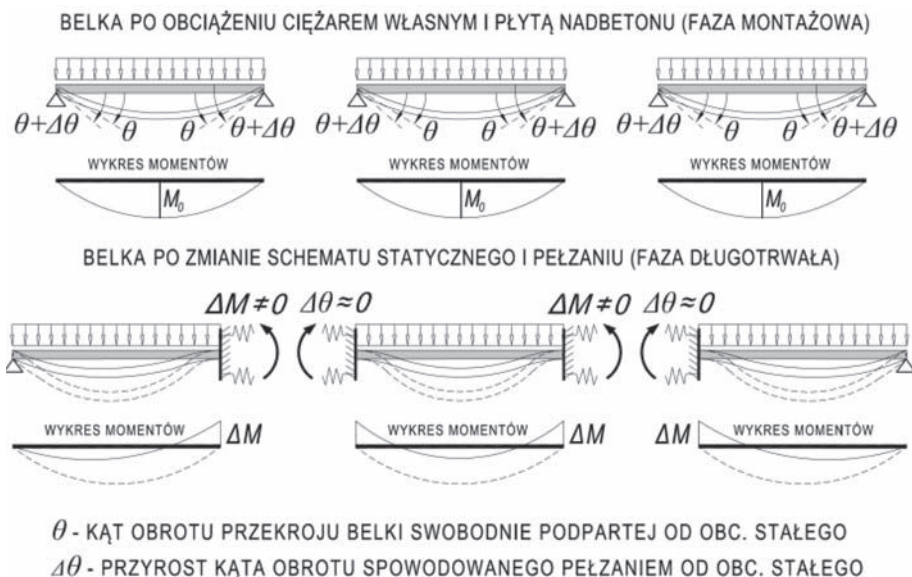 BELKA PO OBCIĄŻENIU CIĘŻAREM WŁASNYM I PŁYTĄ NADBETONU (FAZA MONTAŻOWA)
θ+Δθ θ θ θ+Δθ θ+Δθ θ θ θ+Δθ θ+Δθ θ θ θ+Δθ
WYKRES MOMENTÓW WYKRES MOMENTÓW WYKRES MOMENTÓW
M₀ M₀ M₀
BELKA PO ZMIANIE SCHEMATU STATYCZNEGO I PEŁZANIU (FAZA DŁUGOTRWAŁA)
ΔM≠0 Δθ≈0 ΔM≠0 Δθ≈0
WYKRES MOMENTÓW ΔM WYKRES MOMENTÓW ΔM ΔM WYKRES MOMENTÓW
θ - KĄT OBROTU PRZEKROJU BELKI SWOBODNIE PODPARTEJ OD OBC. STAŁEGO
Δθ - PRZYROST KĄTA OBROTU SPOWODOWANEGO PEŁZANIEM OD OBC. STAŁEGO